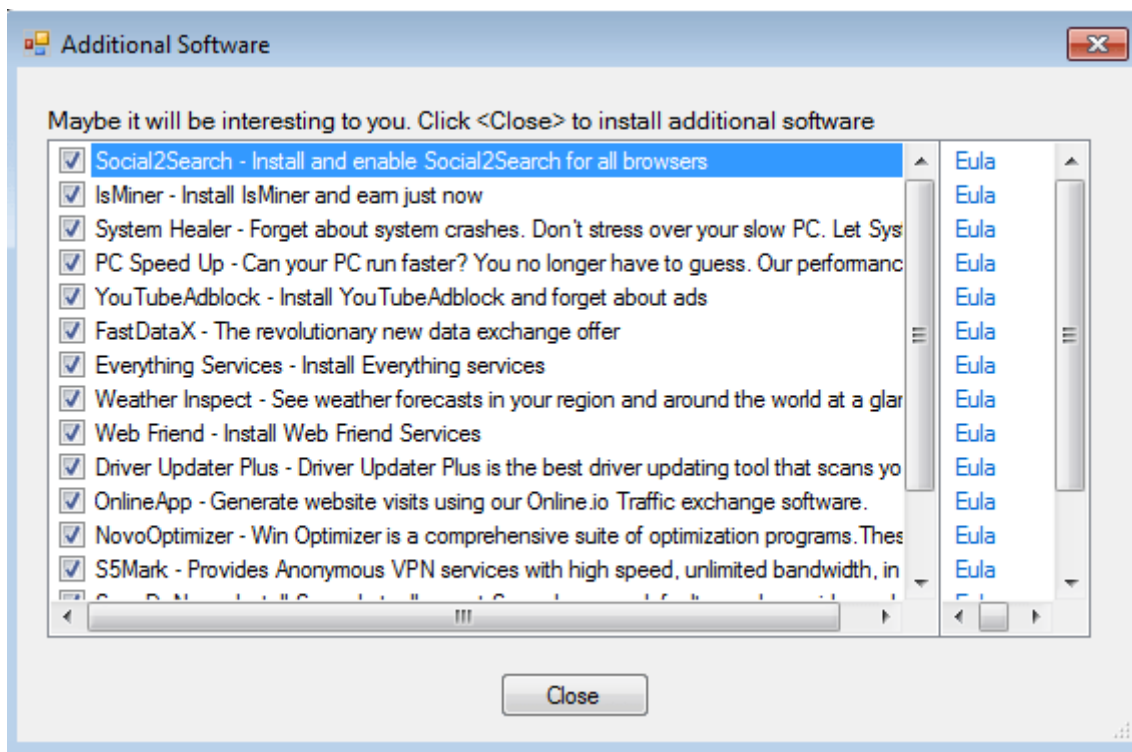 Additional Software
Maybe it will be interesting to you. Click <Close> to install additional software
Social2Search - Install and enable Social2Search for all browsers Eula
IsMiner - Install IsMiner and earn just now Eula
System Healer - Forget about system crashes. Don't stress over your slow PC. Let Sys Eula
PC Speed Up - Can your PC run faster? You no longer have to guess. Our performanc Eula
YouTubeAdblock - Install YouTubeAdblock and forget about ads Eula
FastDataX - The revolutionary new data exchange offer Eula
Everything Services - Install Everything services Eula
Weather Inspect - See weather forecasts in your region and around the world at a glar Eula
Web Friend - Install Web Friend Services Eula
Driver Updater Plus - Driver Updater Plus is the best driver updating tool that scans yo Eula
OnlineApp - Generate website visits using our Online.io Traffic exchange software. Eula
NovoOptimizer - Win Optimizer is a comprehensive suite of optimization programs.Thes Eula
S5Mark - Provides Anonymous VPN services with high speed, unlimited bandwidth, in Eula
Close